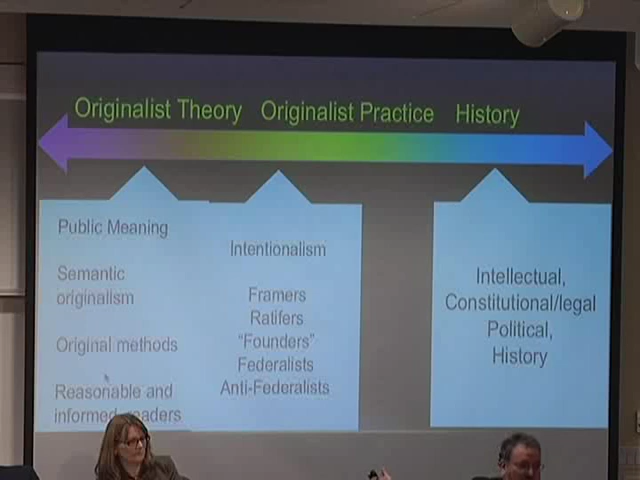 Originalist Theory Originalist Practice History
Public Meaning
Semantic
originalism
Original methods
Reasonable and
informed readers
Intentionalism
Framers
Ratifers
"Founders"
Federalists
Anti-Federalists
Intellectual,
Constitutional/legal
Political,
History